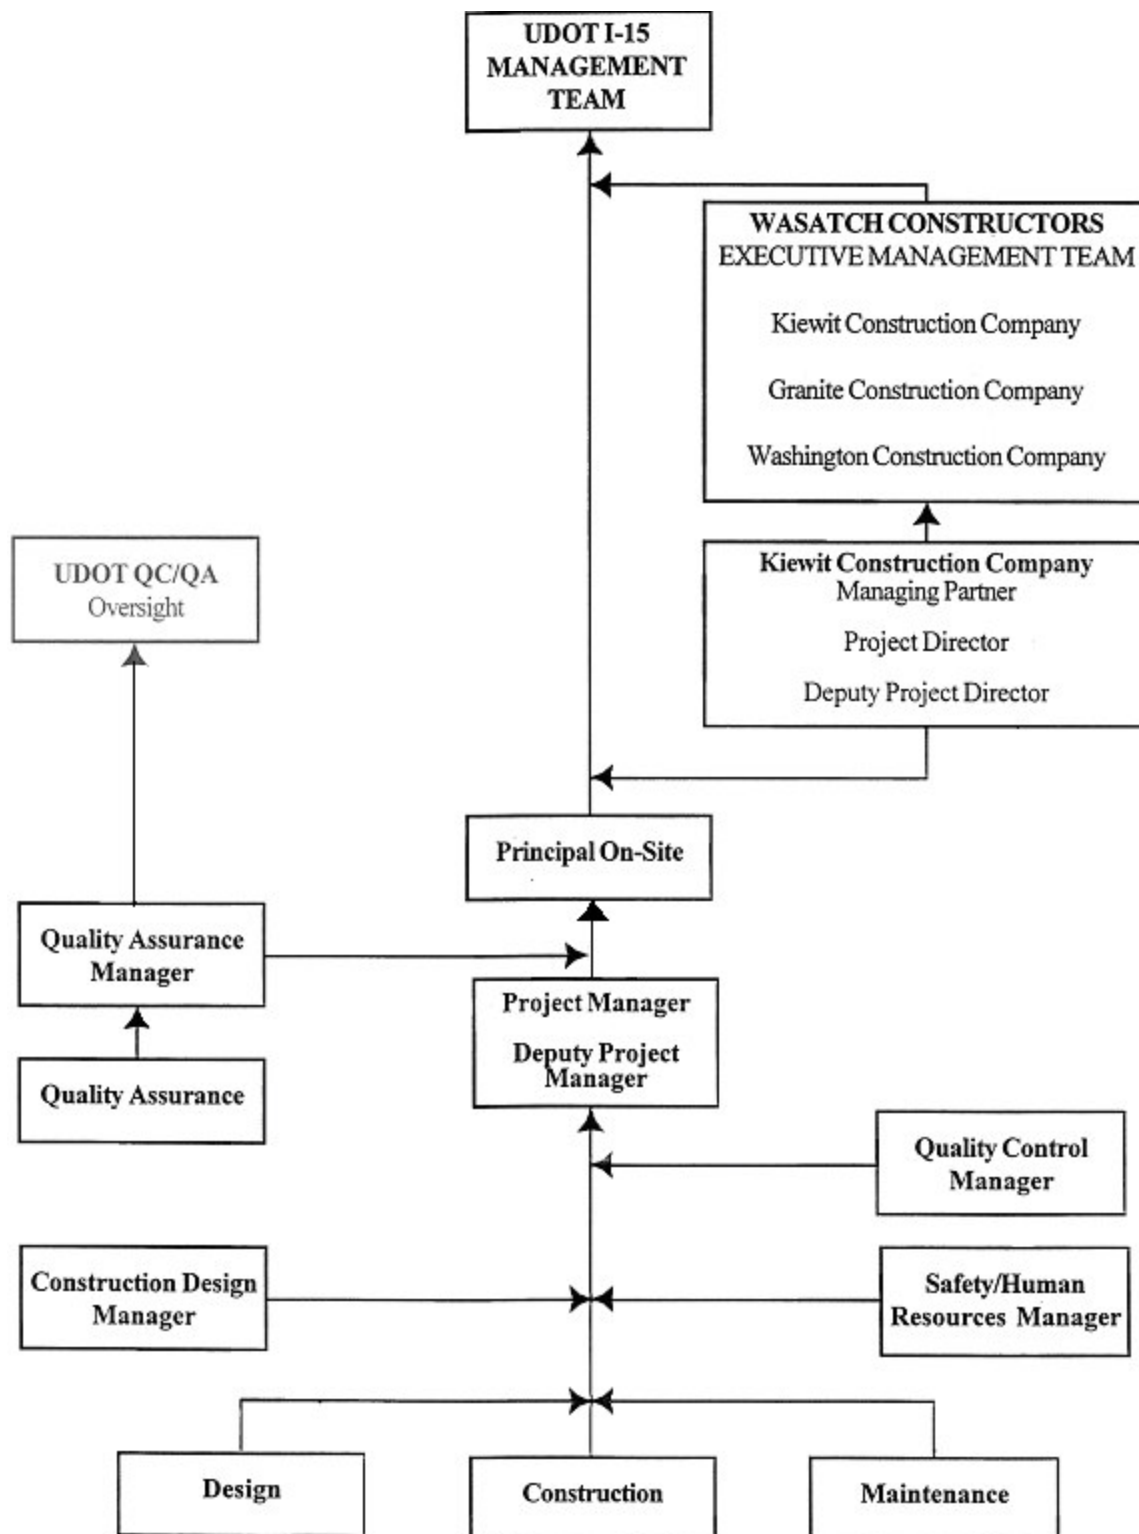 UDOT I-15
MANAGEMENT
TEAM
WASATCH CONSTRUCTORS
EXECUTIVE MANAGEMENT TEAM
Kiewit Construction Company
Granite Construction Company
Washington Construction Company
UDOT QC/QA
Oversight
Kiewit Construction Company
Managing Partner
Project Director
Deputy Project Director
Principal On-Site
Quality Assurance
Manager
Project Manager
Deputy Project
Manager
Quality Assurance
Quality Control
Manager
Construction Design
Manager
Safety/Human
Resources Manager
Design
Construction
Maintenance